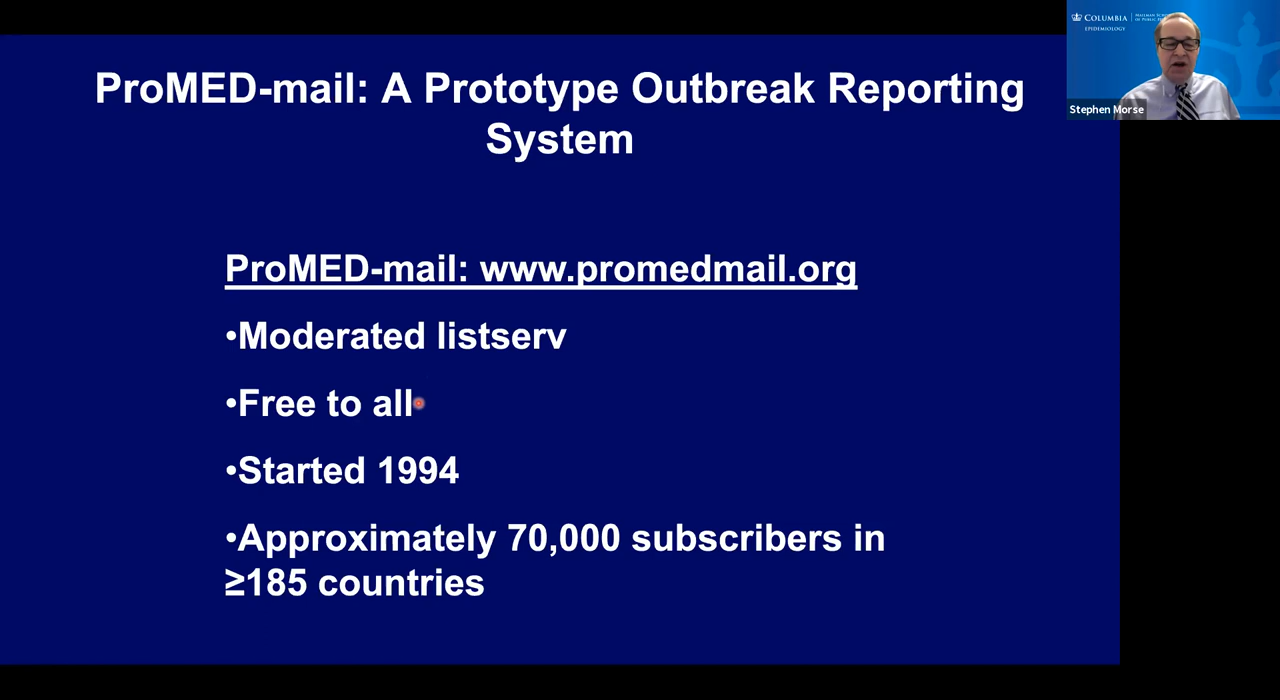 ProMED-mail: A Prototype Outbreak Reporting
System
ProMED-mail: www.promedmail.org
•Moderated listserv
•Free to all
•Started 1994
•Approximately 70,000 subscribers in
≥185 countries
COLUMBIA
EPIDEMIOLOGY
Stephen Morse